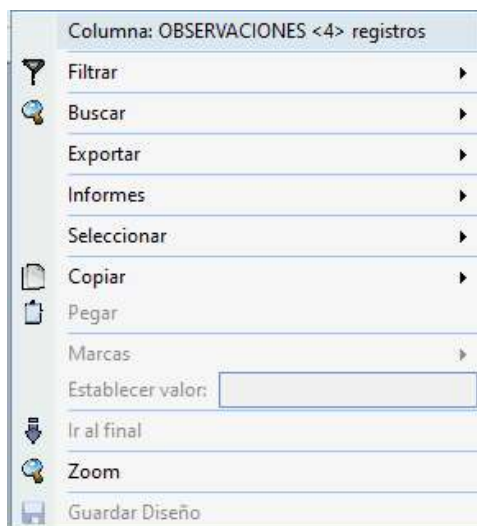 Columna: OBSERVACIONES <4> registros
Filtrar
Buscar
Exportar
Informes
Seleccionar
Copiar
Pegar
Marcas
Establecer valor:
Ir al final
Zoom
Guardar Diseño